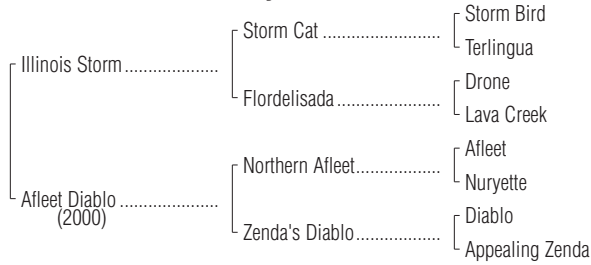 Storm Bird
Storm Cat ........................
Terlingua
Illinois Storm ....................
Drone
Flordelisada .....................
Lava Creek
Afleet
Northern Afleet .................
Nuryette
Afleet Diablo .....................
(2000)
Diablo
Zenda's Diablo .................
Appealing Zenda